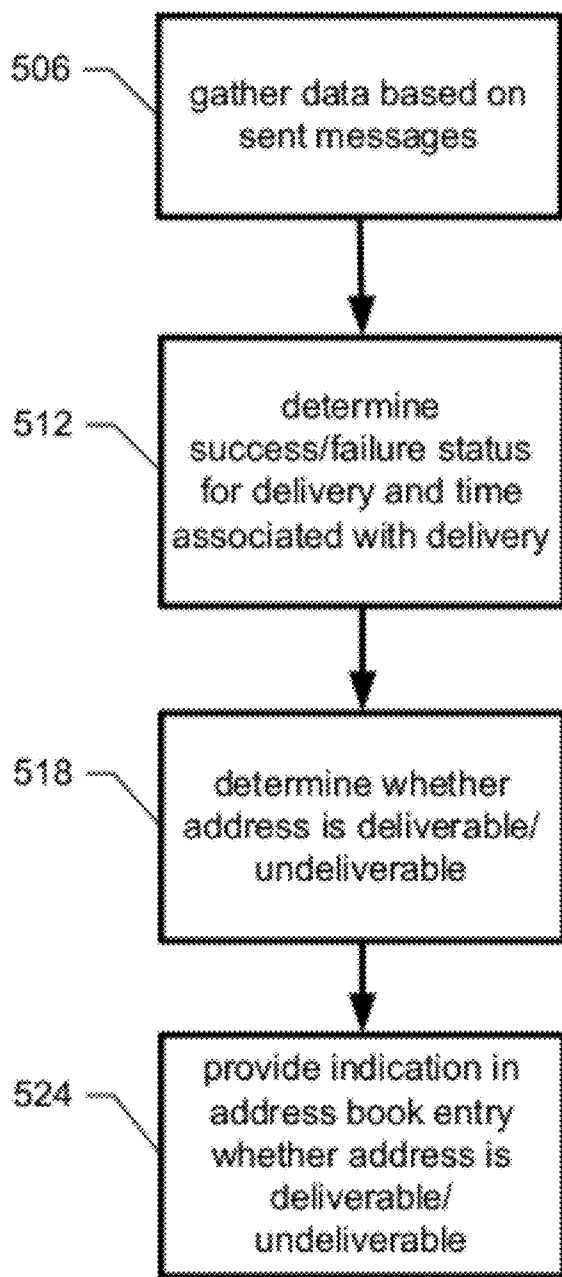 506
gather data based on
sent messages
512
determine
success/failure status
for delivery and time
associated with delivery
518
determine whether
address is deliverable/
undeliverable
524
provide indication in
address book entry
whether address is
deliverable/
undeliverable